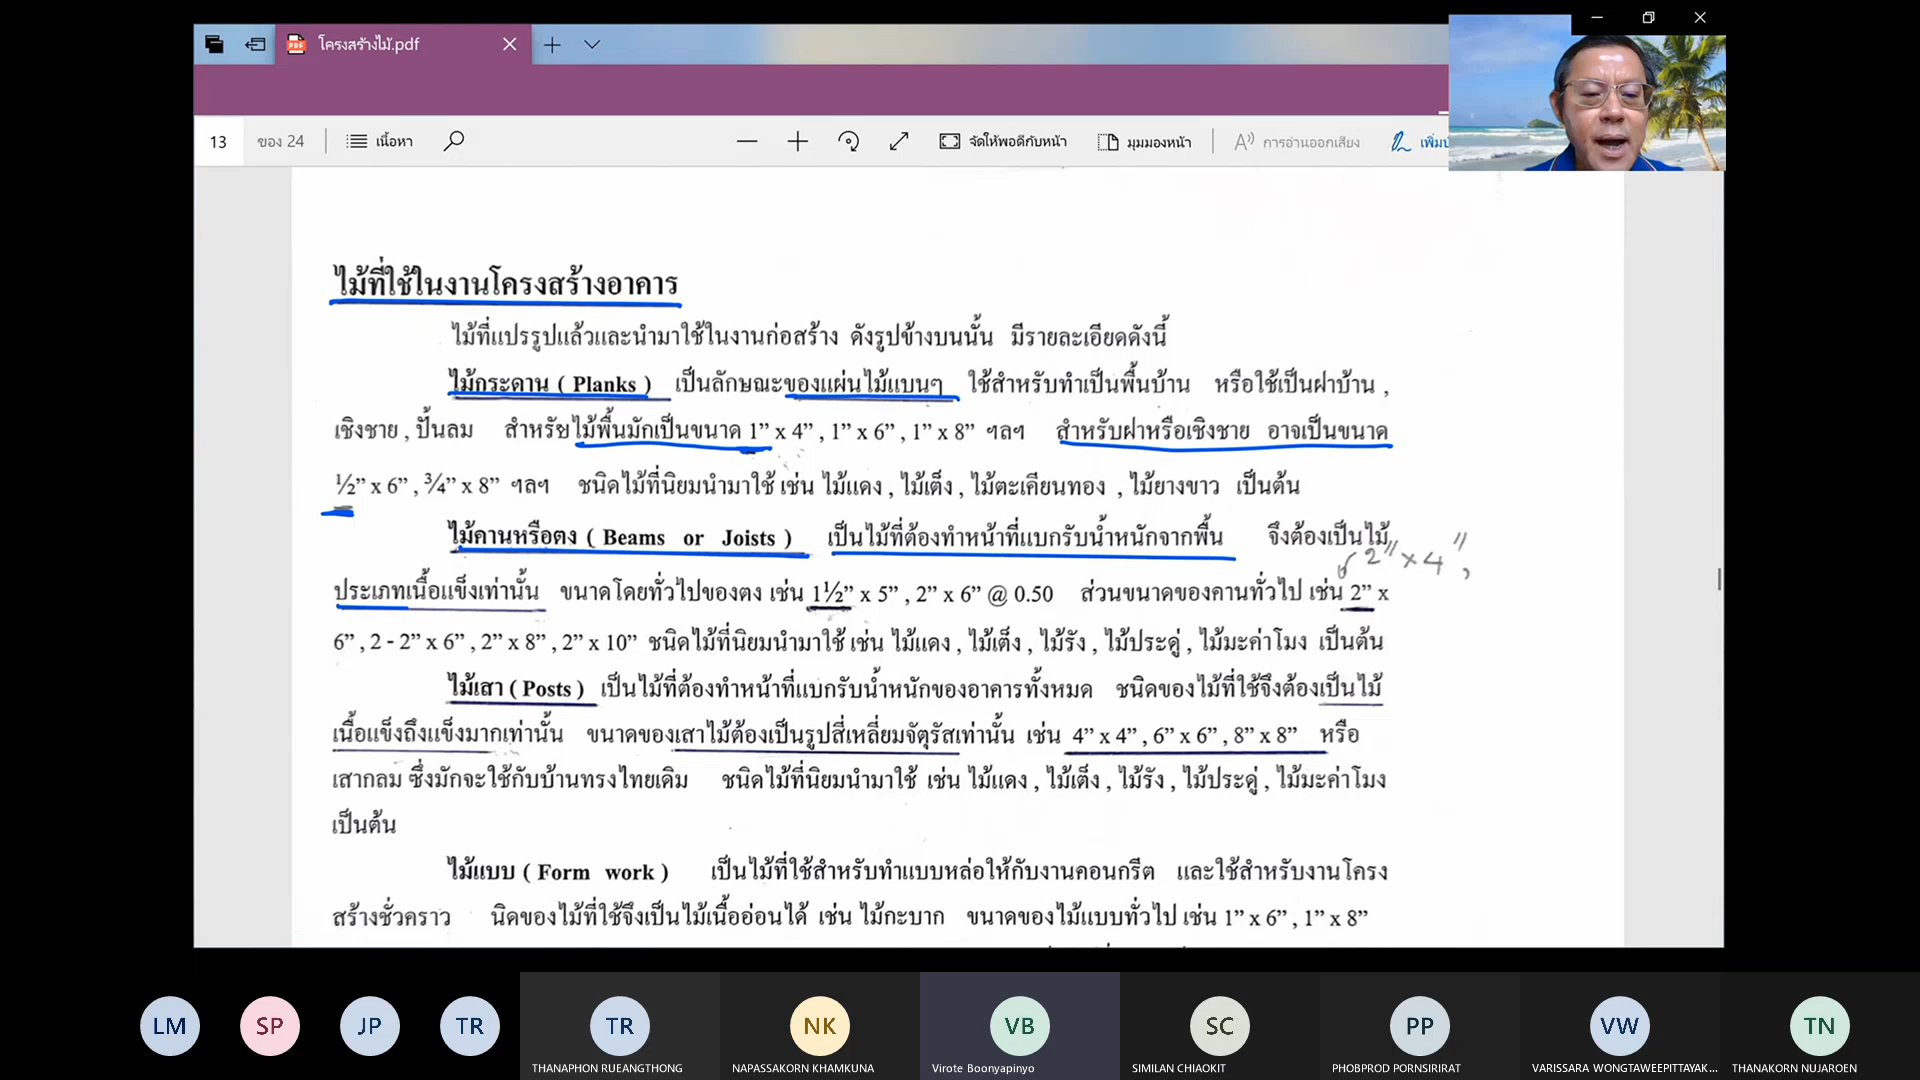 โครงสร้างไม้.pdf
13 ของ 24 เนื้อหา จัดให้พอดีกับหน้า มุมมองหน้า การอ่านออกเสียง
ไม้ที่ใช้ในงานโครงสร้างอาคาร
ไม้ที่แปรรูปแล้วและนำมาใช้ในงานก่อสร้าง ดังรูปข้างบนนั้น มีรายละเอียดดังนี้
ไม้กระดาน ( Planks ) เป็นลักษณะของแผ่นไม้แบนๆ ใช้สำหรับทำเป็นพื้นบ้าน หรือใช้เป็นฝาบ้าน ,
เชิงชาย , ปั้นลม สำหรับไม้พื้นมักเป็นขนาด 1” x 4” , 1” x 6” , 1” x 8” ฯลฯ สำหรับฝาหรือเชิงชาย อาจเป็นขนาด
½” x 6” , ¾” x 8” ฯลฯ ชนิดไม้ที่นิยมนำมาใช้ เช่น ไม้แดง , ไม้เต็ง , ไม้ตะเคียนทอง , ไม้ยางขาว เป็นต้น
ไม้คานหรือตง ( Beams or Joists ) เป็นไม้ที่ต้องทำหน้าที่แบกรับน้ำหนักจากพื้น จึงต้องเป็นไม้
2” x 4” ,
ประเภทเนื้อแข็งเท่านั้น ขนาดโดยทั่วไปของตง เช่น 1½” x 5” , 2” x 6” @ 0.50 ส่วนขนาดของคานทั่วไป เช่น 2” x
6” , 2 - 2” x 6” , 2” x 8” , 2” x 10” ชนิดไม้ที่นิยมนำมาใช้ เช่น ไม้แดง , ไม้เต็ง , ไม้รัง , ไม้ประดู่ , ไม้มะค่าโมง เป็นต้น
ไม้เสา ( Posts ) เป็นไม้ที่ต้องทำหน้าที่แบกรับน้ำหนักของอาคารทั้งหมด ชนิดของไม้ที่ใช้จึงต้องเป็นไม้
เนื้อแข็งถึงแข็งมากเท่านั้น ขนาดของเสาไม้ต้องเป็นรูปสี่เหลี่ยมจัตุรัสเท่านั้น เช่น 4” x 4” , 6” x 6” , 8” x 8” หรือ
เสากลม ซึ่งมักจะใช้กับบ้านทรงไทยเดิม ชนิดไม้ที่นิยมนำมาใช้ เช่น ไม้แดง , ไม้เต็ง , ไม้รัง , ไม้ประดู่ , ไม้มะค่าโมง
เป็นต้น
ไม้แบบ ( Form work ) เป็นไม้ที่ใช้สำหรับทำแบบหล่อให้กับงานคอนกรีต และใช้สำหรับงานโครง
สร้างชั่วคราว นิดของไม้ที่ใช้จึงเป็นไม้เนื้ออ่อนได้ เช่น ไม้กะบาก ขนาดของไม้แบบทั่วไป เช่น 1” x 6” , 1” x 8”
LM SP JP TR TR NK VB SC PP VW TN
THANAPHON RUEANGTHONG NAPASSAKORN KHAMKUNA Virote Boonyapinyo SIMILAN CHIAOKIT PHOBPROD PORNSIRIRAT VARISSARA WONGTAWEEPITTAYAK... THANAKORN NUJAROEN